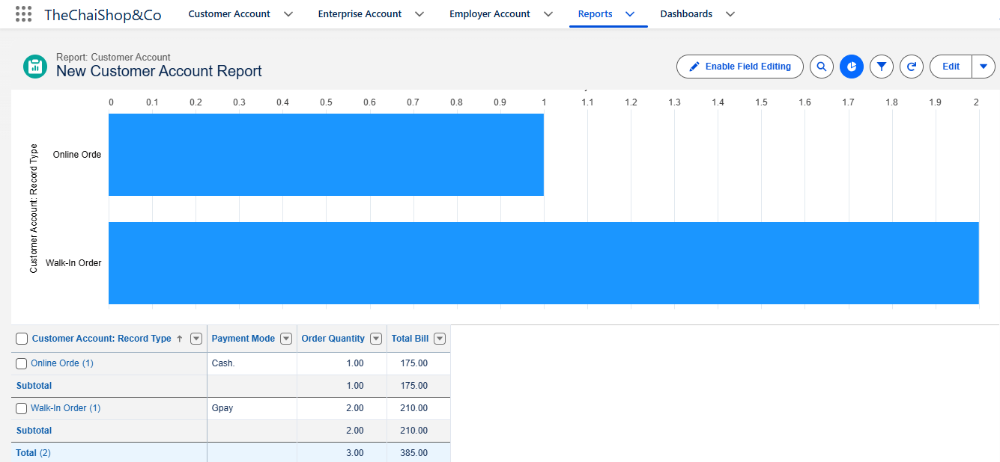 TheChaiShop&Co Customer Account Enterprise Account Employer Account Reports Dashboards
Report: Customer Account
New Customer Account Report
Enable Field Editing Edit
0 0.1 0.2 0.3 0.4 0.5 0.6 0.7 0.8 0.9 1 1.1 1.2 1.3 1.4 1.5 1.6 1.7 1.8 1.9 2
Customer Account: Record Type
Online Orde
Walk-In Order
Customer Account: Record Type ↑ Payment Mode Order Quantity Total Bill
Online Orde (1) Cash. 1.00 175.00
Subtotal 1.00 175.00
Walk-In Order (1) Gpay 2.00 210.00
Subtotal 2.00 210.00
Total (2) 3.00 385.00